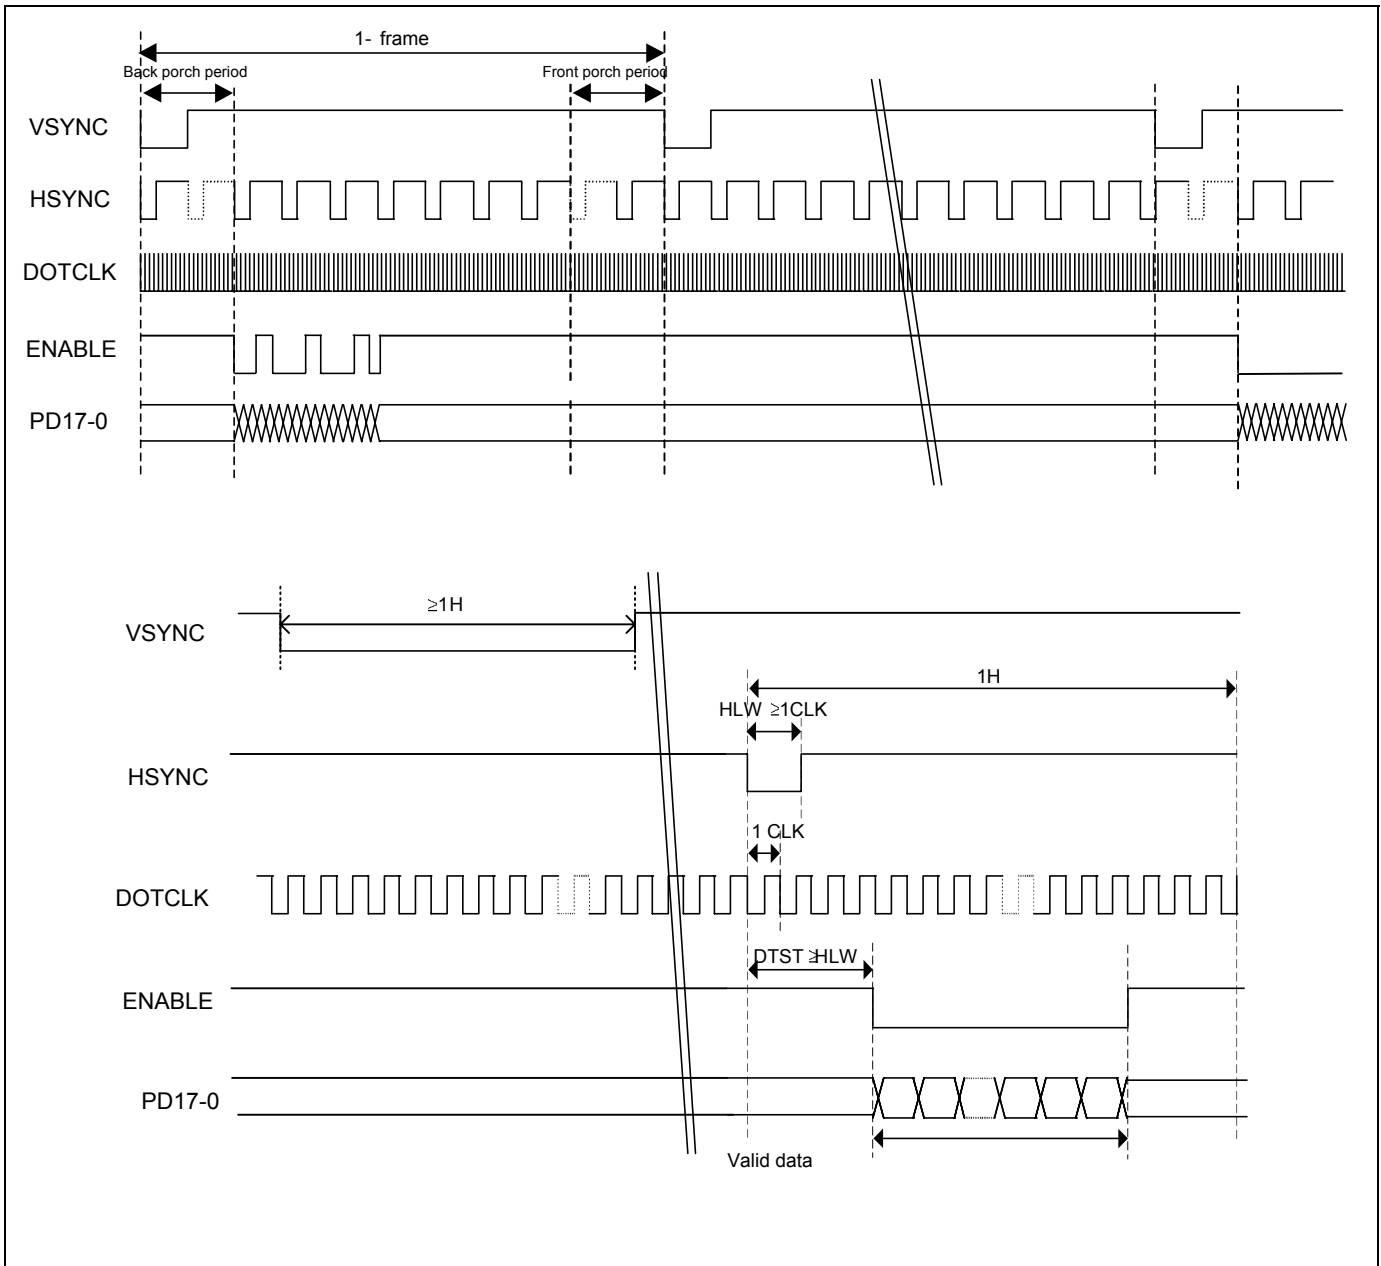 1- frame
Back porch period
Front porch period
VSYNC
HSYNC
DOTCLK
ENABLE
PD17-0
≥1H
VSYNC
1H
HLW ≥1CLK
HSYNC
1 CLK
DOTCLK
DTST ≥HLW
ENABLE
PD17-0
Valid data